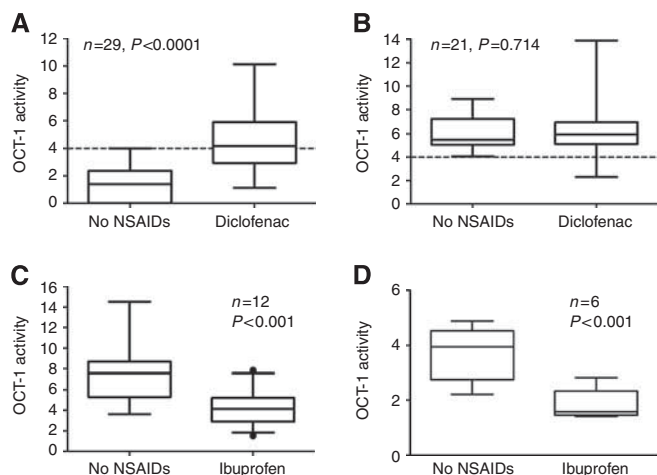 A
n=29, P<0.0001
OCT-1 activity
12
10
8
6
4
2
0
No NSAIDs Diclofenac
B
n=21, P=0.714
OCT-1 activity
14
12
10
8
6
4
2
0
No NSAIDs Diclofenac
C
n=12
P<0.001
OCT-1 activity
16
14
12
10
8
6
4
2
0
No NSAIDs Ibuprofen
D
n=6
P<0.001
OCT-1 activity
6
4
2
0
No NSAIDs Ibuprofen